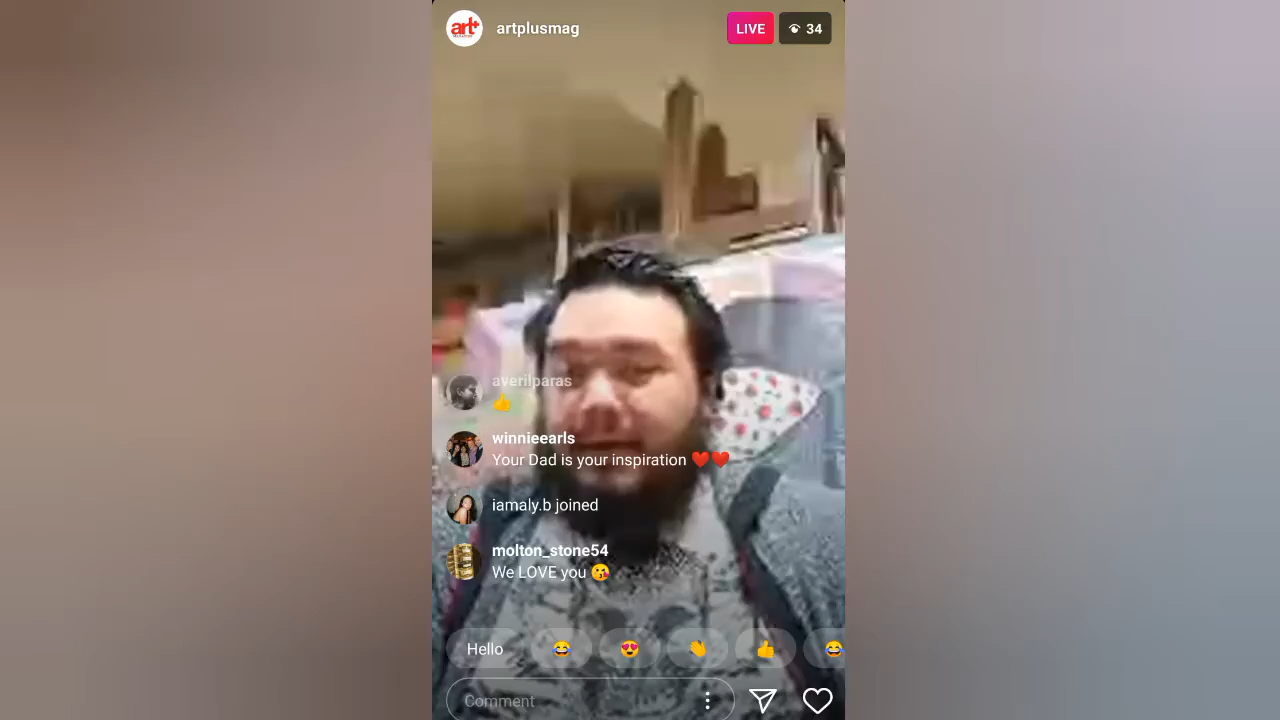 art+
artplusmag
LIVE
34
averilparas
👍
winnieearls
Your Dad is your inspiration ❤️❤️
iamaly.b joined
molton_stone54
We LOVE you 😘
Hello 😂 😍 👏 👍 😂
Comment